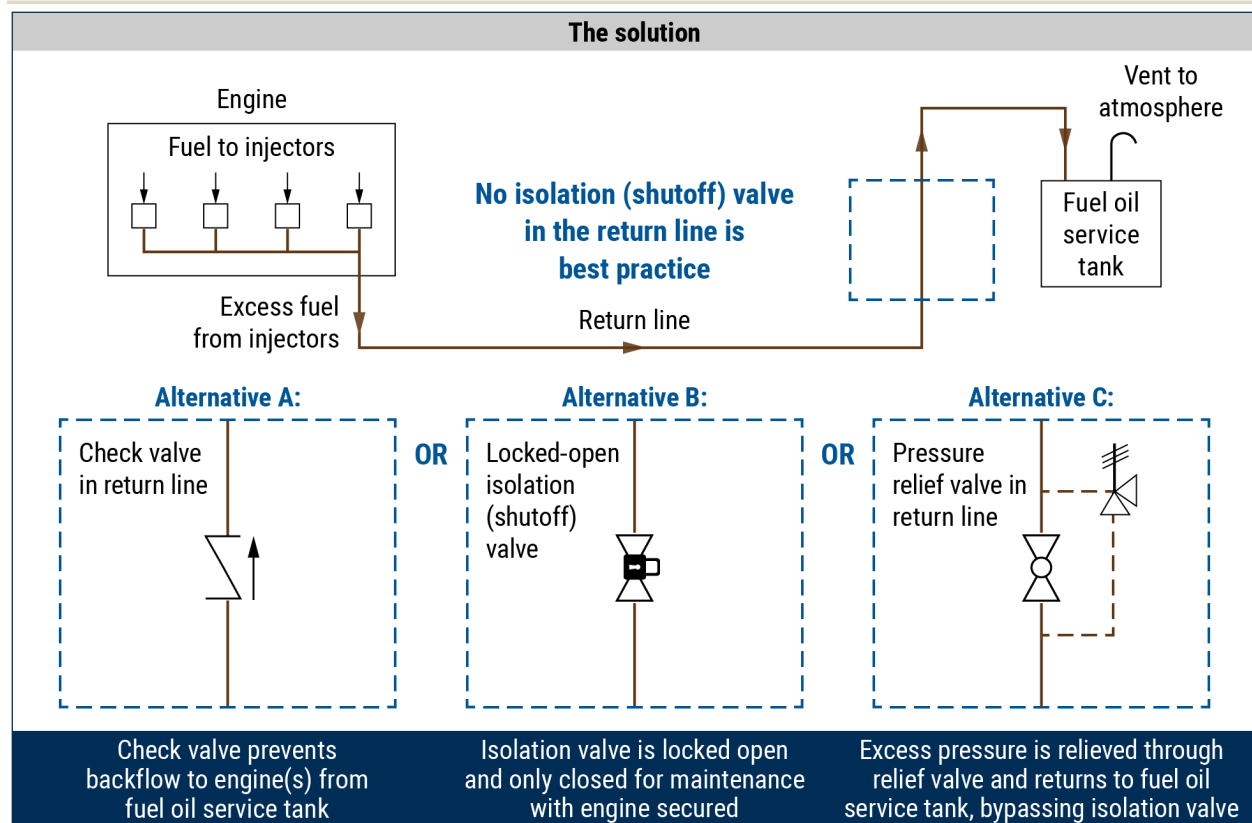 The solution
Engine
Fuel to injectors
Vent to
atmosphere
No isolation (shutoff) valve
in the return line is
best practice
Fuel oil
service
tank
Excess fuel
from injectors
Return line
Alternative A:
Check valve
in return line
OR
Alternative B:
Locked-open
isolation
(shutoff)
valve
OR
Alternative C:
Pressure
relief valve in
return line
Check valve prevents
backflow to engine(s) from
fuel oil service tank
Isolation valve is locked open
and only closed for maintenance
with engine secured
Excess pressure is relieved through
relief valve and returns to fuel oil
service tank, bypassing isolation valve